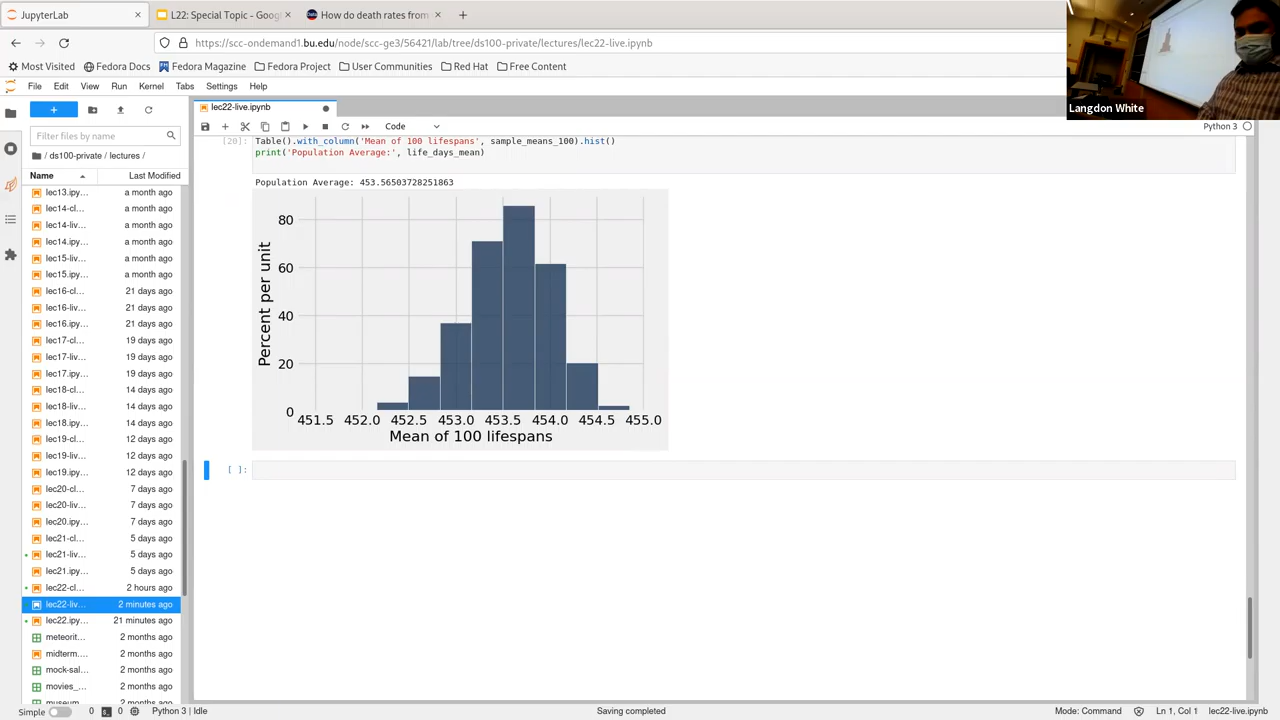 JupyterLab
L22: Special Topic - Goog
How do death rates from
https://scc-ondemand1.bu.edu/node/scc-ge3/56421/lab/tree/ds100-private/lectures/lec22-live.ipynb
Most Visited
Fedora Docs
Fedora Magazine
Fedora Project
User Communities
Red Hat
Free Content
Langdon White
File Edit View Run Kernel Tabs Settings Help
lec22-live.ipynb
Filter files by name
/ ds100-private / lectures /
Code
Python 3
Name
Last Modified
lec13.ipy... a month ago
lec14-cl... a month ago
lec14-liv... a month ago
lec14.ipy... a month ago
lec15-liv... a month ago
lec15.ipy... a month ago
lec16-cl... 21 days ago
lec16-liv... 21 days ago
lec16.ipy... 21 days ago
lec17-cl... 19 days ago
lec17-liv... 19 days ago
lec17.ipy... 19 days ago
lec18-cl... 14 days ago
lec18-liv... 14 days ago
lec18.ipy... 14 days ago
lec19-cl... 12 days ago
lec19-liv... 12 days ago
lec19.ipy... 12 days ago
lec20-cl... 7 days ago
lec20-liv... 7 days ago
lec20.ipy... 7 days ago
lec21-cl... 5 days ago
lec21-liv... 5 days ago
lec21.ipy... 5 days ago
lec22-cl... 2 hours ago
lec22-liv... 2 minutes ago
lec22.ipy... 21 minutes ago
meteorit... 2 months ago
midterm.... 2 months ago
mock-sal... 2 months ago
movies_... 2 months ago
museum... 2 months ago
[20]:
Table().with_column('Mean of 100 lifespans', sample_means_100).hist()
print('Population Average:', life_days_mean)
Population Average: 453.56503728251863
Percent per unit
80
60
40
20
0
451.5 452.0 452.5 453.0 453.5 454.0 454.5 455.0
Mean of 100 lifespans
[ ]:
Simple
0
$_
0
Python 3 | Idle
Saving completed
Mode: Command
Ln 1, Col 1
lec22-live.ipynb